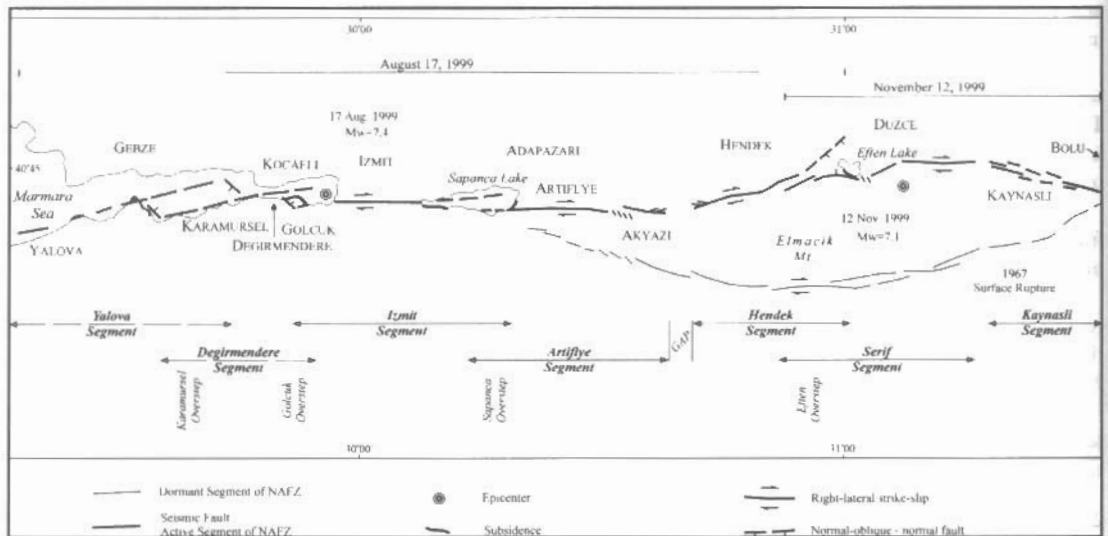 30'00
31'00
August 17, 1999
November 12, 1999
17 Aug. 1999
Mw=7.4
DUZCE
GEBZE
KOCAELI
IZMIT
ADAPAZARI
HENDEK
Eften Lake
BOLU
40'45
Marmara
Sea
Sapanca Lake
ARTIFLYE
KARAMURSEL
GOLCUK
DEGIRMENDERE
YALOVA
AKYAZI
12 Nov. 1999
Mw=7.1
KAYNASLI
Elmacik
Mt
1967
Surface Rupture
Yalova
Segment
Izmit
Segment
GAP
Hendek
Segment
Kaynasli
Segment
Degirmendere
Segment
Artiflye
Segment
Serif
Segment
Karamursel
Overstep
Golcuk
Overstep
Sapanca
Overstep
Eften
Overstep
30'00
31'00
Dormant Segment of NAFZ
Epicenter
Right-lateral strike-slip
Seismic Fault
Active Segment of NAFZ
Subsidence
Normal-oblique - normal fault